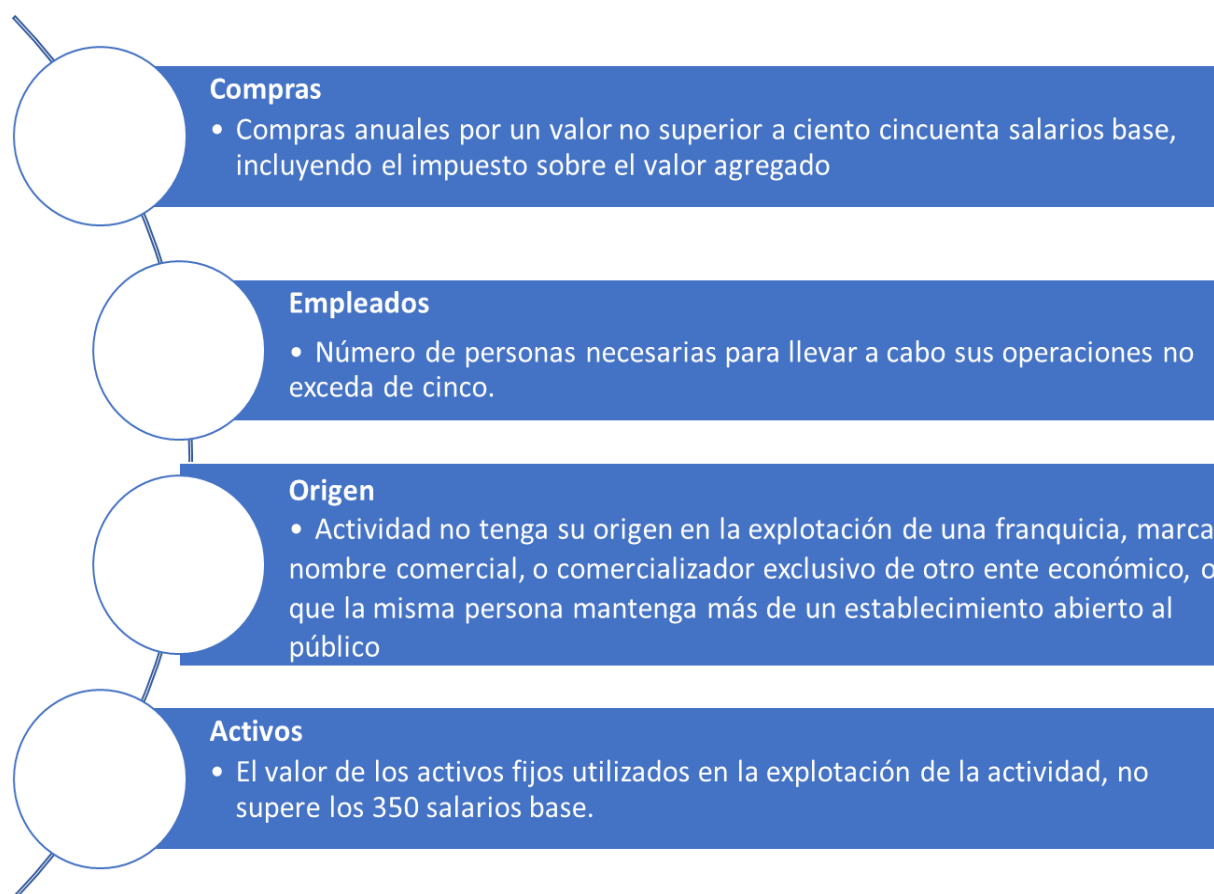 Compras
• Compras anuales por un valor no superior a ciento cincuenta salarios base,
incluyendo el impuesto sobre el valor agregado
Empleados
• Número de personas necesarias para llevar a cabo sus operaciones no
exceda de cinco.
Origen
• Actividad no tenga su origen en la explotación de una franquicia, marca
nombre comercial, o comercializador exclusivo de otro ente económico, o
que la misma persona mantenga más de un establecimiento abierto al
público
Activos
• El valor de los activos fijos utilizados en la explotación de la actividad, no
supere los 350 salarios base.